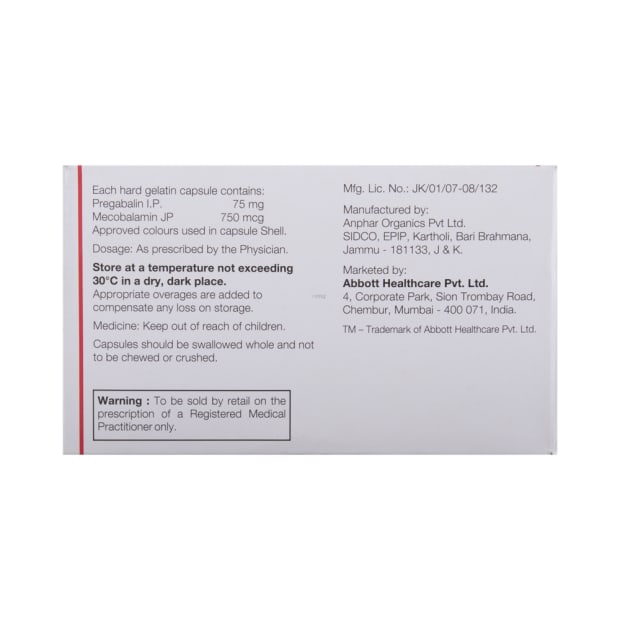 Each hard gelatin capsule contains:
Pregabalin I.P. 75 mg
Mecobalamin JP 750 mcg
Approved colours used in capsule Shell.
Dosage: As prescribed by the Physician.
Store at a temperature not exceeding
30°C in a dry, dark place.
Appropriate overages are added to
compensate any loss on storage.
Medicine: Keep out of reach of children.
Capsules should be swallowed whole and not
to be chewed or crushed.
Warning : To be sold by retail on the
prescription of a Registered Medical
Practitioner only.
Mfg. Lic. No.: JK/01/07-08/132
Manufactured by:
Anphar Organics Pvt Ltd.
SIDCO, EPIP, Kartholi, Bari Brahmana,
Jammu - 181133, J & K.
Marketed by:
Abbott Healthcare Pvt. Ltd.
4, Corporate Park, Sion Trombay Road,
Chembur, Mumbai - 400 071, India.
TM – Trademark of Abbott Healthcare Pvt. Ltd.